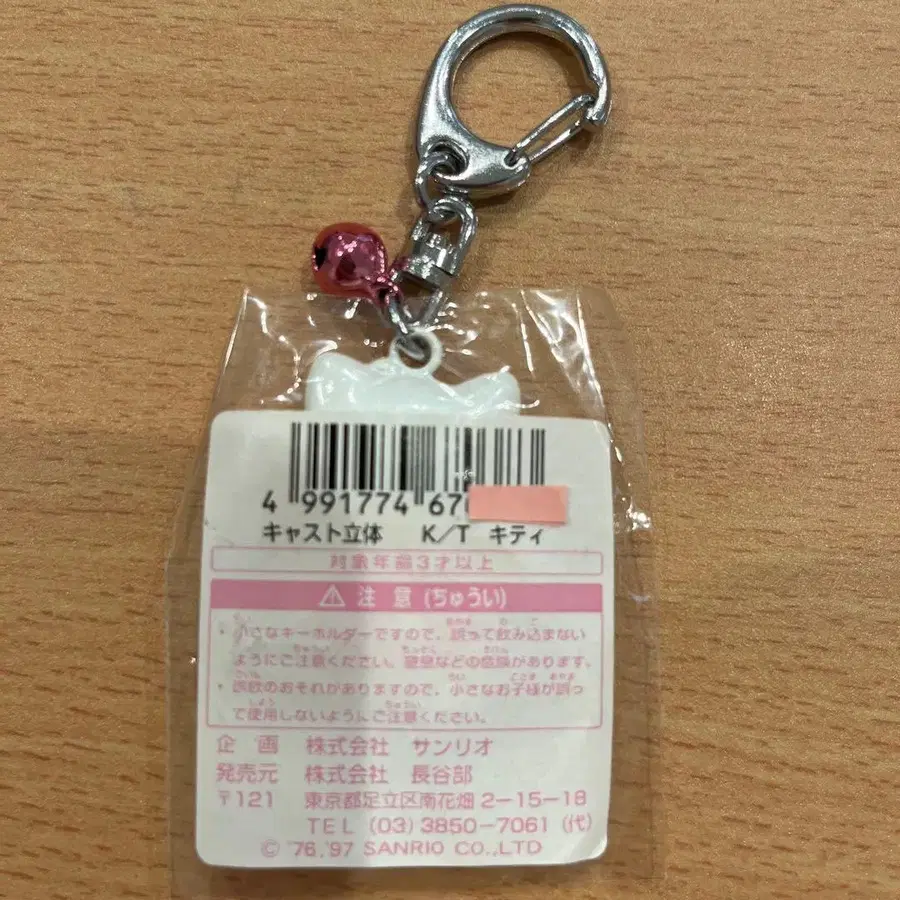 4 991774 67
キャスト立体 K/T キティ
対象年齢3才以上
⚠ 注意(ちゅうい)
・小さなキーホルダーですので、誤って飲み込まない
ようにご注意ください。窒息などの危険があります。
・誤飲のおそれがありますので、小さなお子様が誤っ
て使用しないようにご注意ください。
企画 株式会社 サンリオ
発売元 株式会社 長谷部
〒121 東京都足立区南花畑2-15-18
TEL (03)3850-7061(代)
© '76,'97 SANRIO CO.,LTD